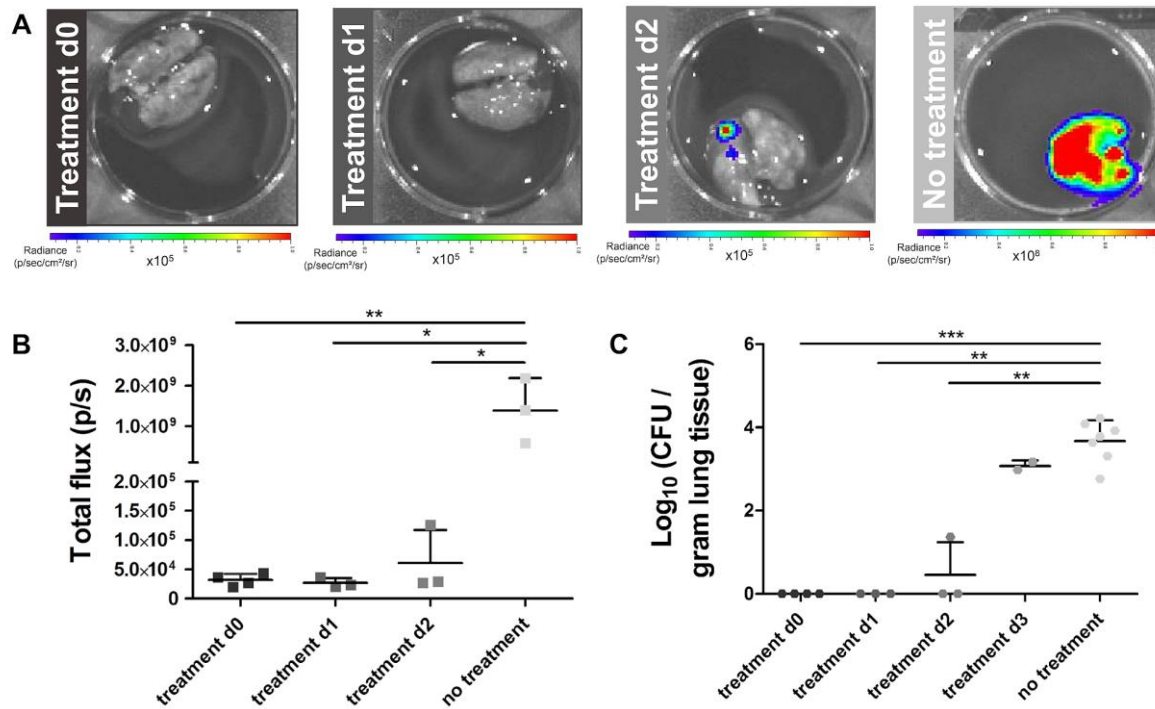 A
Treatment d0
Treatment d1
Treatment d2
No treatment
Radiance
(p/sec/cm²/sr)
x10⁵
Radiance
(p/sec/cm²/sr)
x10⁵
Radiance
(p/sec/cm²/sr)
x10⁵
Radiance
(p/sec/cm²/sr)
B
Total flux (p/s)
3.0×10⁹
2.0×10⁹
1.0×10⁹
2.0×10⁵
1.5×10⁵
1.0×10⁵
5.0×10⁴
0
**
*
*
treatment d0
treatment d1
treatment d2
no treatment
C
Log₁₀ (CFU /
gram lung tissue)
6
4
2
0
***
**
**
treatment d0
treatment d1
treatment d2
treatment d3
no treatment